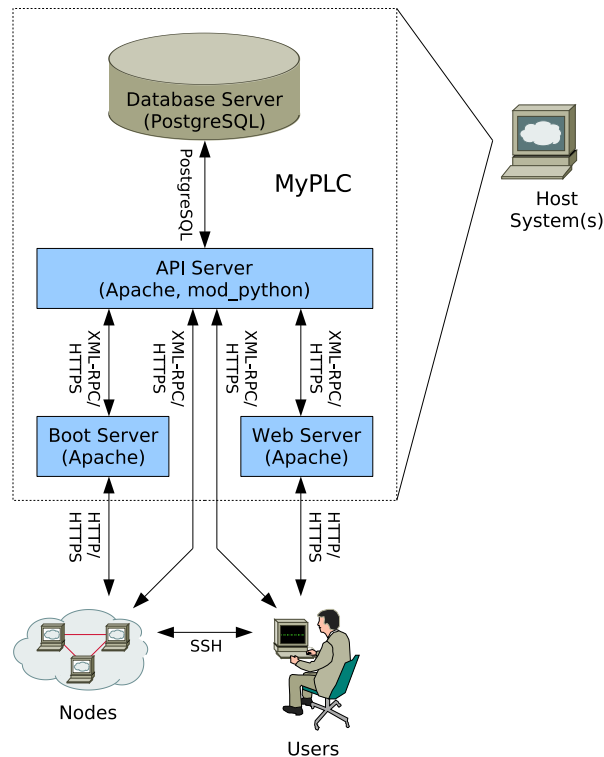 Database Server
(PostgreSQL)
PostgreSQL
MyPLC
Host
System(s)
API Server
(Apache, mod_python)
XML-RPC/
HTTPS
XML-RPC/
HTTPS
XML-RPC/
HTTPS
XML-RPC/
HTTPS
Boot Server
(Apache)
Web Server
(Apache)
HTTP/
HTTPS
HTTP/
HTTPS
SSH
Nodes
Users